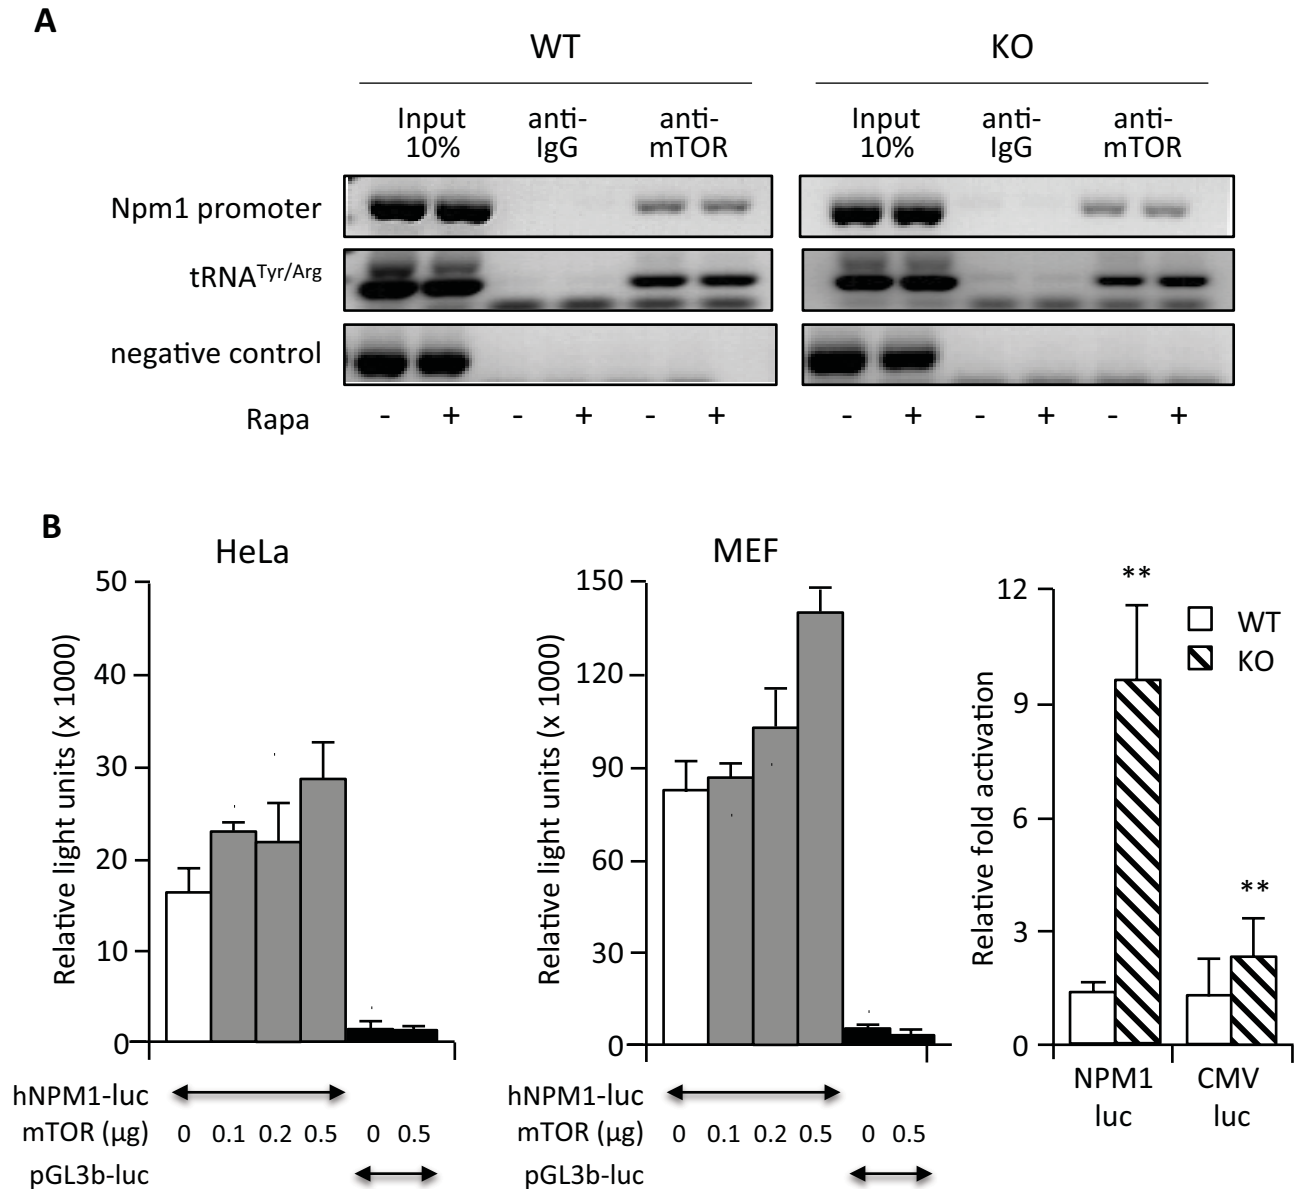 A
WT KO
Input anti- anti- Input anti- anti-
10% IgG mTOR 10% IgG mTOR
Npm1 promoter
tRNATyr/Arg
negative control
Rapa - + - + - + - + - + - +
B
HeLa MEF
50 150 12 **
WT
KO
40 120 9
30 90 6
20 60 3 **
10 30
0 0 0
Relative light units (x 1000)
Relative light units (x 1000)
Relative fold activation
NPM1 CMV
luc luc
hNPM1-luc hNPM1-luc
mTOR (µg) 0 0.1 0.2 0.5 0 0.5 mTOR (µg) 0 0.1 0.2 0.5 0 0.5
pGL3b-luc pGL3b-luc